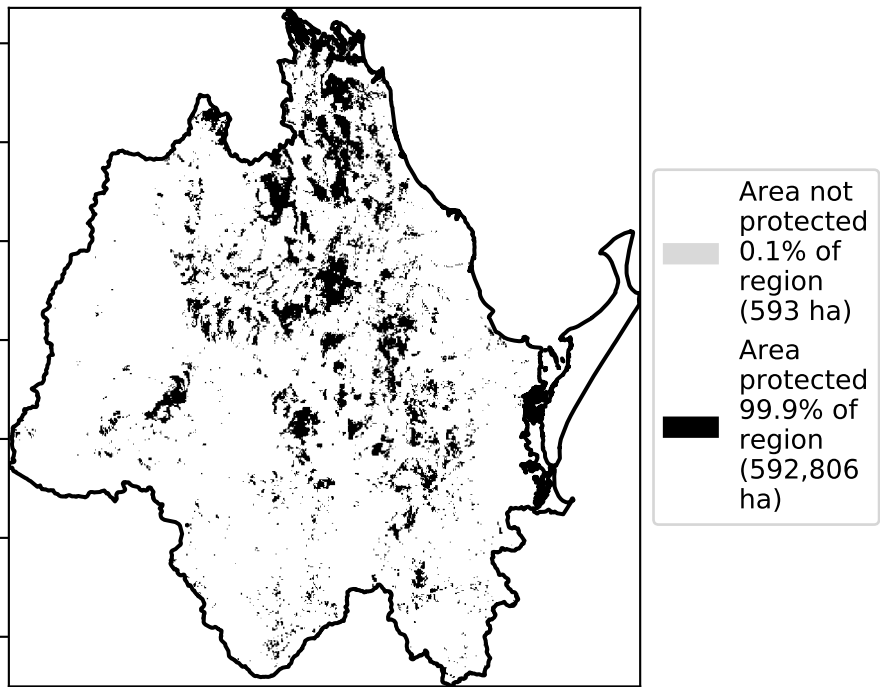 Area not
protected
0.1% of
region
(593 ha)
Area
protected
99.9% of
region
(592,806
ha)